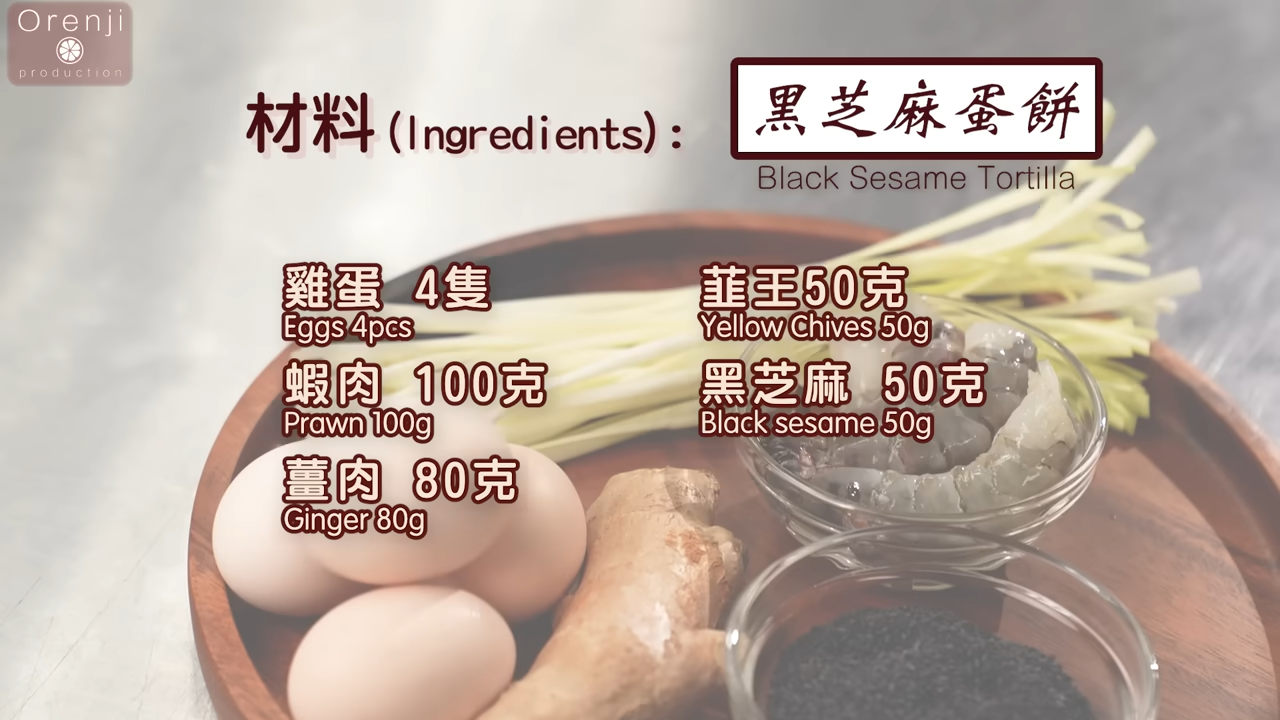 Orenji
production
材料(Ingredients):
黑芝麻蛋餅
Black Sesame Tortilla
雞蛋 4隻
Eggs 4pcs
蝦肉 100克
Prawn 100g
薑肉 80克
Ginger 80g
韮王50克
Yellow Chives 50g
黑芝麻 50克
Black sesame 50g